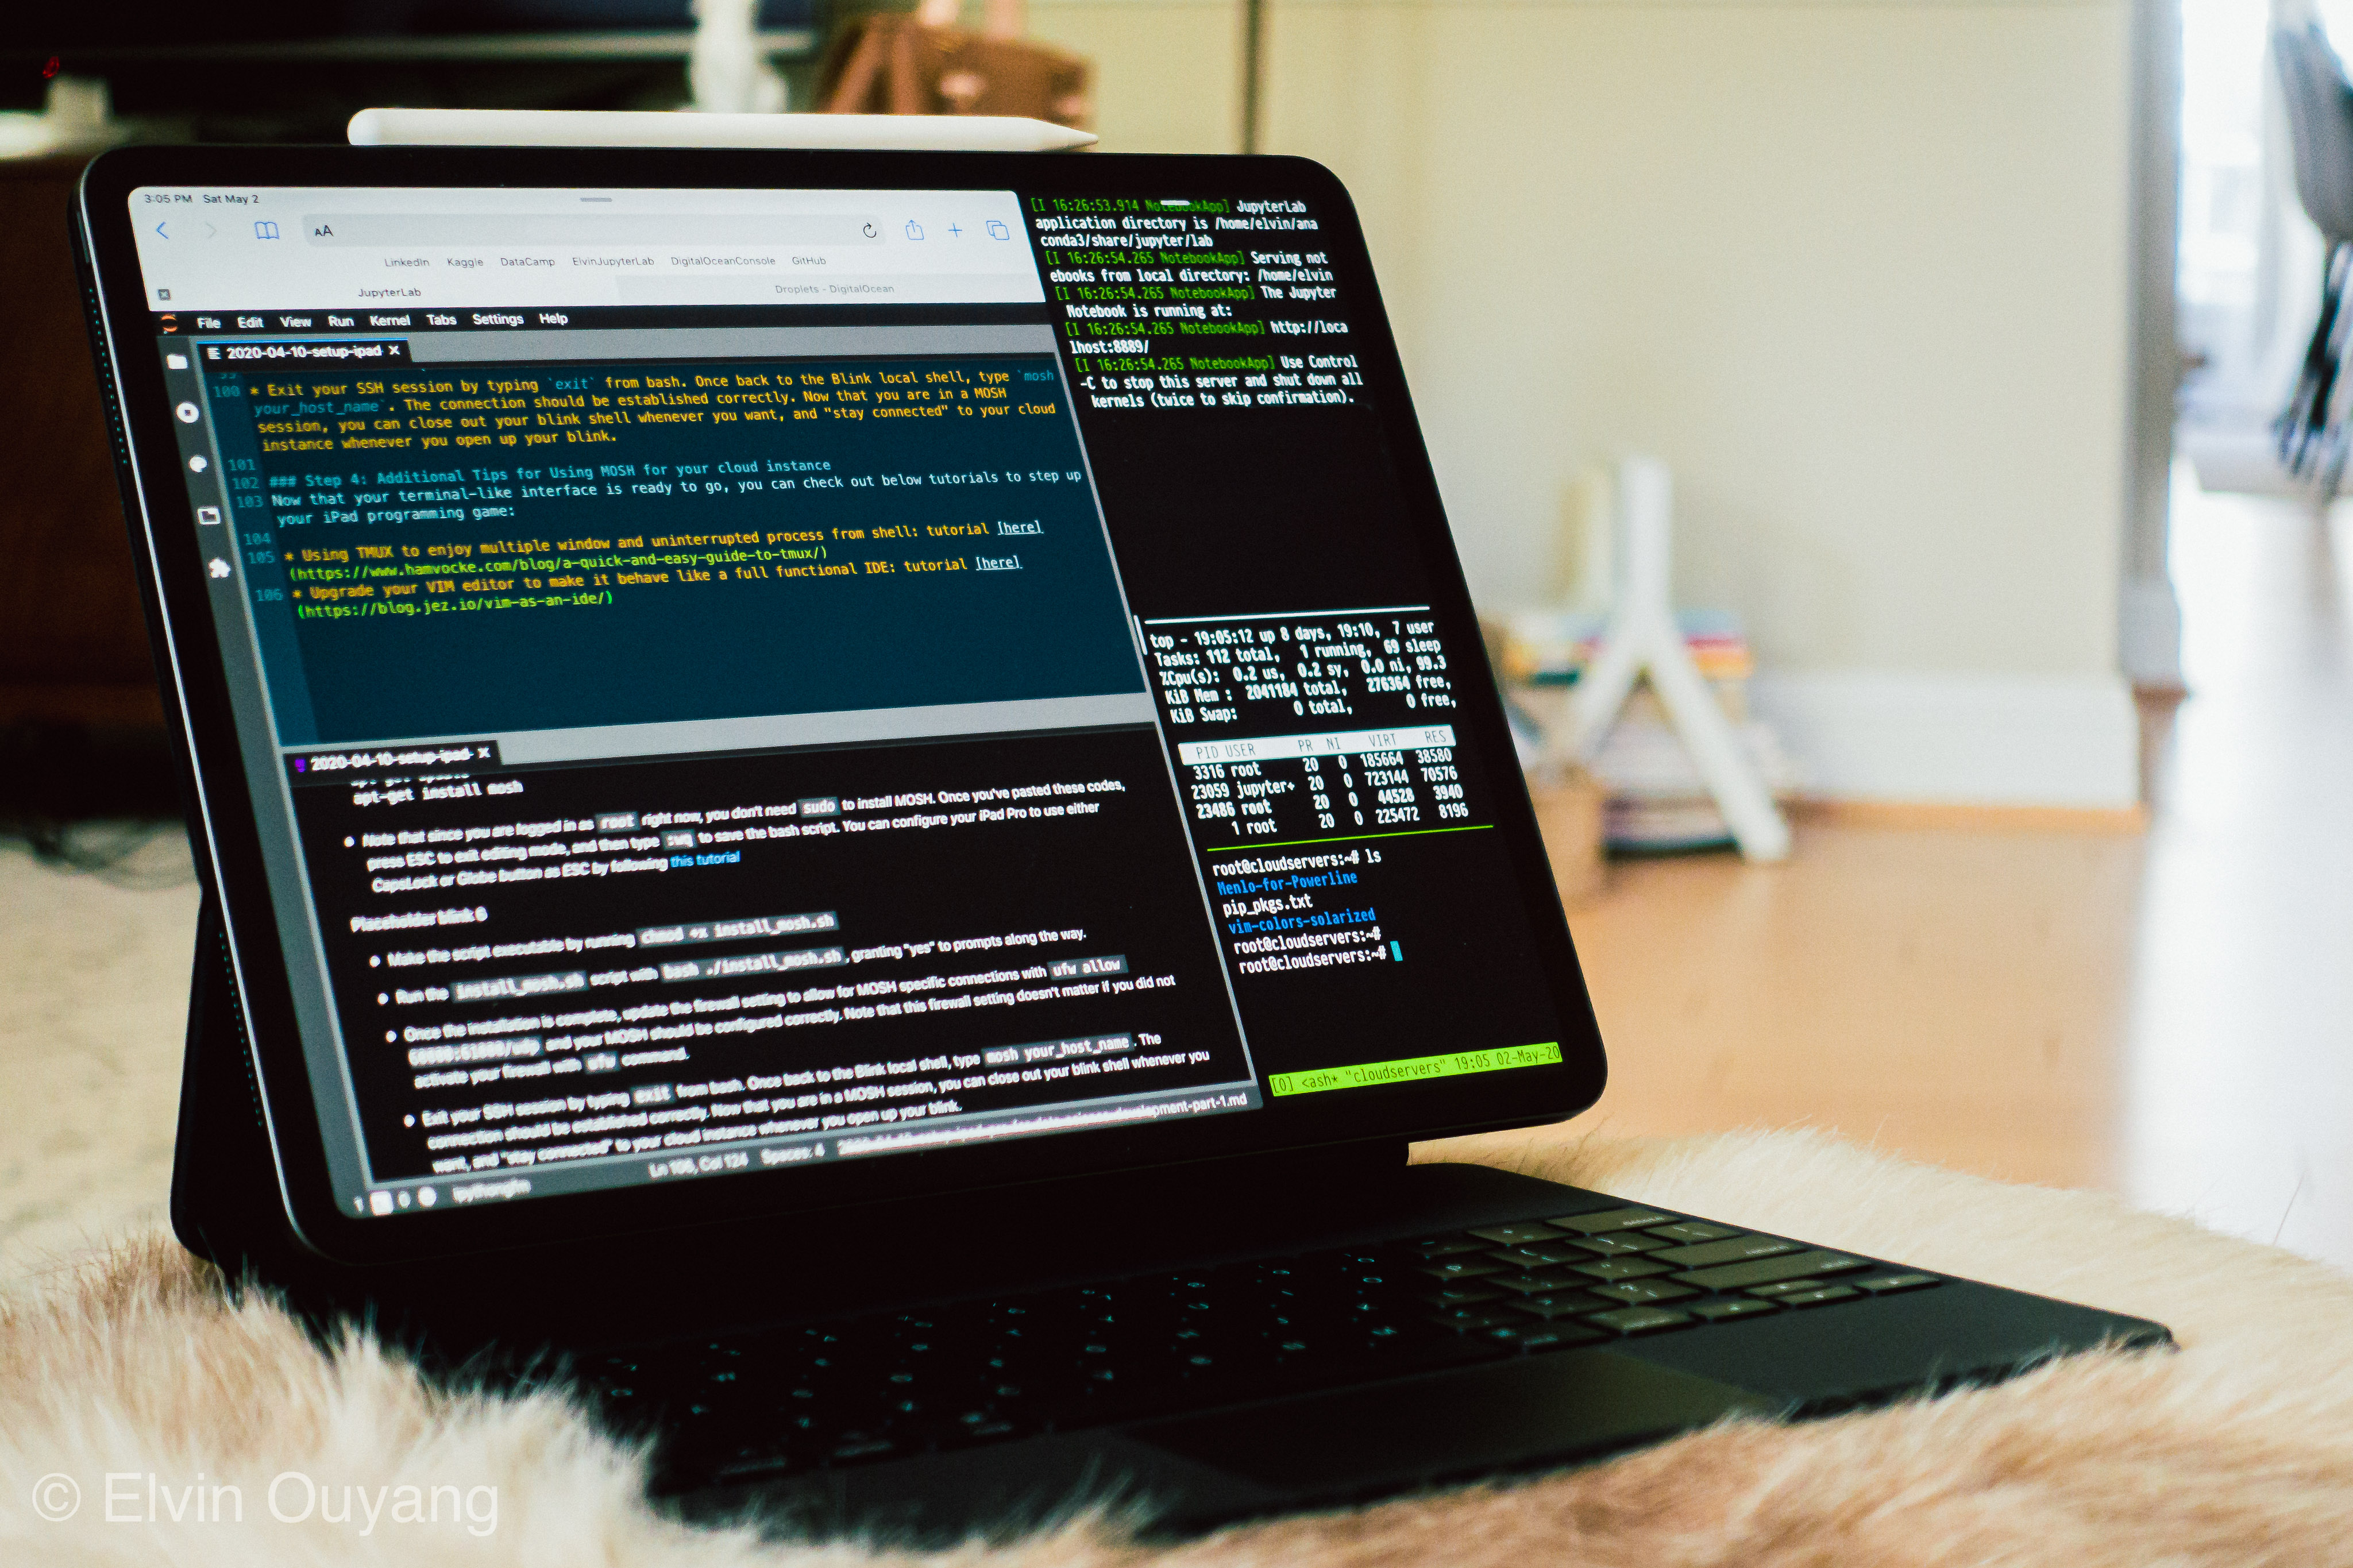 3:05 PM Sat May 2
AA
LinkedIn Kaggle DataCamp ElvinJupyterLab DigitalOceanConsole GitHub
JupyterLab
Droplets - DigitalOcean
File Edit View Run Kernel Tabs Settings Help
2020-04-10-setup-ipad
100 * Exit your SSH session by typing `exit` from bash. Once back to the Blink local shell, type `mosh
your_host_name`. The connection should be established correctly. Now that you are in a MOSH
session, you can close out your blink shell whenever you want, and "stay connected" to your cloud
instance whenever you open up your blink.
101
102 ### Step 4: Additional Tips for Using MOSH for your cloud instance
103 Now that your terminal-like interface is ready to go, you can check out below tutorials to step up
your iPad programming game:
104
105 * Using TMUX to enjoy multiple window and uninterrupted process from shell: tutorial [here]
(https://www.hamvocke.com/blog/a-quick-and-easy-guide-to-tmux/)
106 * Upgrade your VIM editor to make it behave like a full functional IDE: tutorial [here]
(https://blog.jez.io/vim-as-an-ide/)
2020-04-10-setup-ipad-
apt-get install mosh
Note that since you are logged in as root right now, you don't need sudo to install MOSH. Once you've pasted these codes,
press ESC to exit editing mode, and then type :wq to save the bash script. You can configure your iPad Pro to use either
CapsLock or Globe button as ESC by following this tutorial
Placeholder blink 6
Make the script executable by running chmod +x install_mosh.sh
Run the install_mosh.sh script with bash ./install_mosh.sh, granting "yes" to prompts along the way.
Once the installation is complete, update the firewall setting to allow for MOSH specific connections with ufw allow
60000:61000/udp and your MOSH should be configured correctly. Note that this firewall setting doesn't matter if you did not
activate your firewall with ufw command.
Exit your SSH session by typing exit from bash. Once back to the Blink local shell, type mosh your_host_name. The
connection should be established correctly. Now that you are in a MOSH session, you can close out your blink shell whenever you
want, and "stay connected" to your cloud instance whenever you open up your blink.
Ln 106, Col 124 Spaces: 4 development-part-1.md
[I 16:26:53.914 NotebookApp] JupyterLab
application directory is /home/elvin/ana
conda3/share/jupyter/lab
[I 16:26:54.265 NotebookApp] Serving not
ebooks from local directory: /home/elvin
[I 16:26:54.265 NotebookApp] The Jupyter
Notebook is running at:
[I 16:26:54.265 NotebookApp] http://loca
lhost:8889/
[I 16:26:54.265 NotebookApp] Use Control
-C to stop this server and shut down all
kernels (twice to skip confirmation).
top - 19:05:12 up 8 days, 19:10, 7 user
Tasks: 112 total, 1 running, 69 sleep
%Cpu(s): 0.2 us, 0.2 sy, 0.0 ni, 99.3
KiB Mem : 2041184 total, 276364 free,
KiB Swap: 0 total, 0 free,
PID USER PR NI VIRT RES
3316 root 20 0 185664 38580
23059 jupyter+ 20 0 723144 70576
23486 root 20 0 44528 3940
1 root 20 0 225472 8196
root@cloudservers:~# ls
Menlo-for-Powerline
pip_pkgs.txt
vim-colors-solarized
root@cloudservers:~#
root@cloudservers:~#
[0] <ash* "cloudservers" 19:05 02-May-20
© Elvin Ouyang